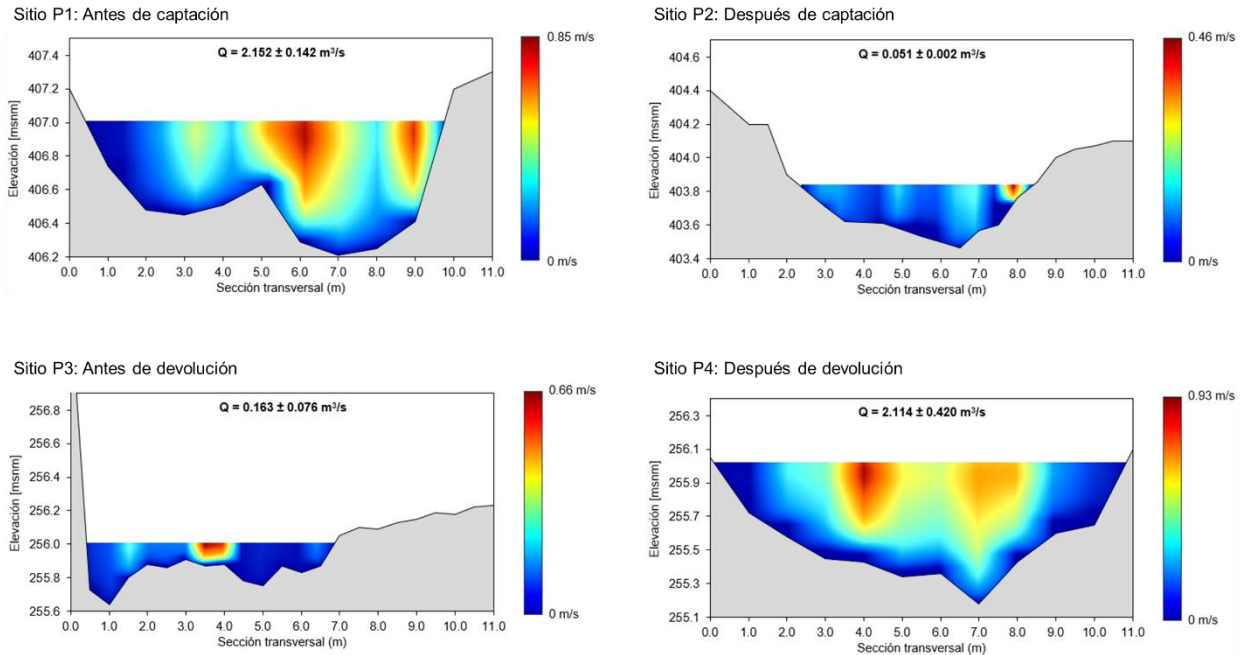 Sitio P1: Antes de captación
Q = 2.152 ± 0.142 m³/s
0.85 m/s
0 m/s
Elevación [msnm]
407.4
407.2
407.0
406.8
406.6
406.4
406.2
0.0 1.0 2.0 3.0 4.0 5.0 6.0 7.0 8.0 9.0 10.0 11.0
Sección transversal (m)
Sitio P2: Después de captación
Q = 0.051 ± 0.002 m³/s
0.46 m/s
0 m/s
Elevación [msnm]
404.6
404.4
404.2
404.0
403.8
403.6
403.4
0.0 1.0 2.0 3.0 4.0 5.0 6.0 7.0 8.0 9.0 10.0 11.0
Sección transversal (m)
Sitio P3: Antes de devolución
Q = 0.163 ± 0.076 m³/s
0.66 m/s
0 m/s
Elevación [msnm]
256.8
256.6
256.4
256.2
256.0
255.8
255.6
0.0 1.0 2.0 3.0 4.0 5.0 6.0 7.0 8.0 9.0 10.0 11.0
Sección transversal (m)
Sitio P4: Después de devolución
Q = 2.114 ± 0.420 m³/s
0.93 m/s
0 m/s
Elevación [msnm]
256.3
256.1
255.9
255.7
255.5
255.3
255.1
0.0 1.0 2.0 3.0 4.0 5.0 6.0 7.0 8.0 9.0 10.0 11.0
Sección transversal (m)